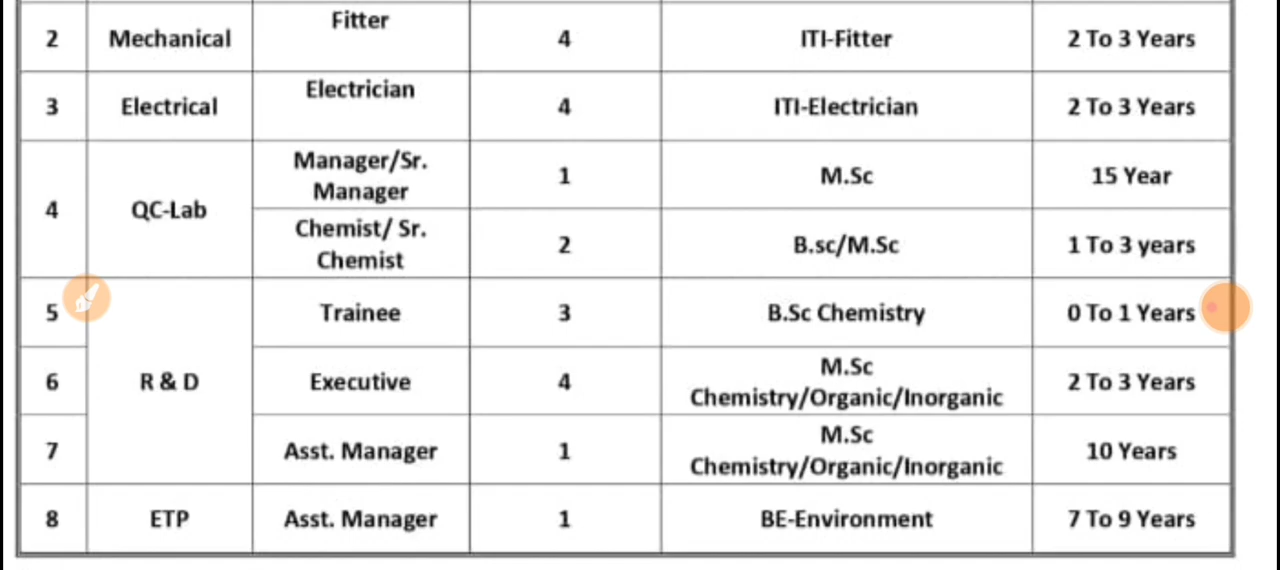 2 Mechanical Fitter 4 ITI-Fitter 2 To 3 Years
3 Electrical Electrician 4 ITI-Electrician 2 To 3 Years
4 QC-Lab Manager/Sr.
Manager 1 M.Sc 15 Year
Chemist/ Sr.
Chemist 2 B.sc/M.Sc 1 To 3 years
5 Trainee 3 B.Sc Chemistry 0 To 1 Years
6 R & D Executive 4 M.Sc
Chemistry/Organic/Inorganic 2 To 3 Years
7 Asst. Manager 1 M.Sc
Chemistry/Organic/Inorganic 10 Years
8 ETP Asst. Manager 1 BE-Environment 7 To 9 Years